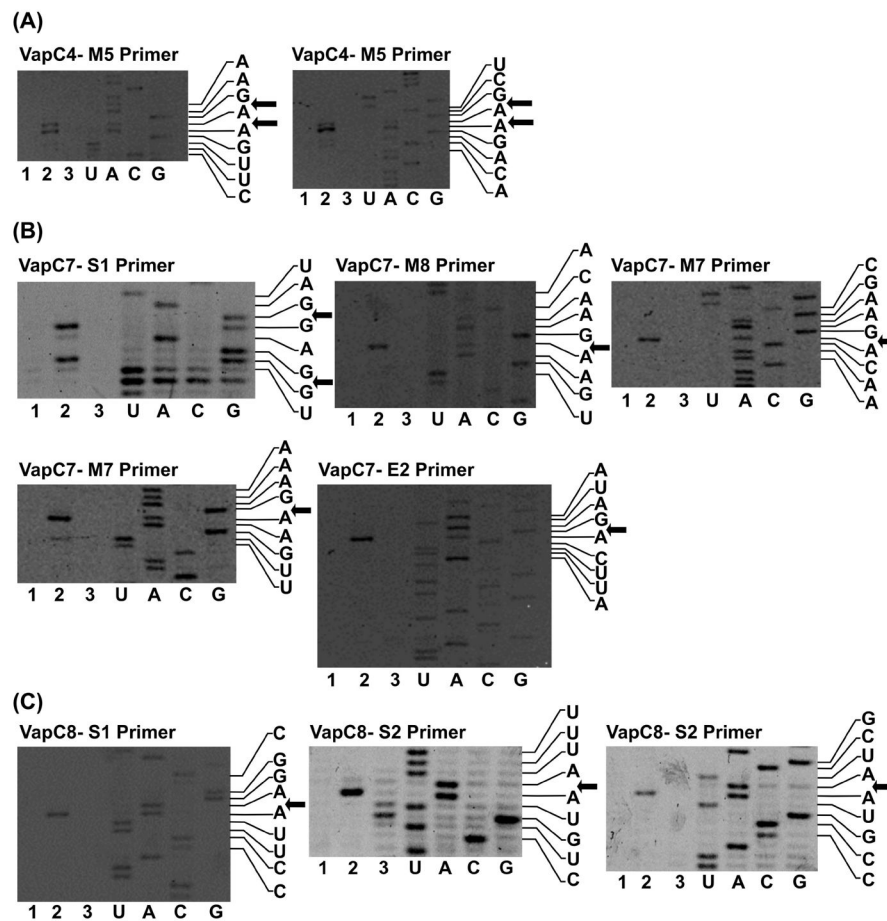 (A)
VapC4- M5 Primer
A
A
G
A
A
G
U
U
C
1 2 3 U A C G
VapC4- M5 Primer
U
C
G
A
A
G
A
C
A
1 2 3 U A C G
(B)
VapC7- S1 Primer
U
A
G
G
A
G
G
U
1 2 3 U A C G
VapC7- M8 Primer
A
C
A
A
G
A
A
G
U
1 2 3 U A C G
VapC7- M7 Primer
C
G
A
A
G
A
C
A
A
1 2 3 U A C G
VapC7- M7 Primer
A
A
A
G
A
A
G
U
U
1 2 3 U A C G
VapC7- E2 Primer
A
U
A
G
A
C
U
U
A
1 2 3 U A C G
(C)
VapC8- S1 Primer
C
G
G
A
A
U
U
C
C
1 2 3 U A C G
VapC8- S2 Primer
U
U
U
A
A
U
G
U
C
1 2 3 U A C G
VapC8- S2 Primer
G
C
U
A
A
U
G
C
C
1 2 3 U A C G